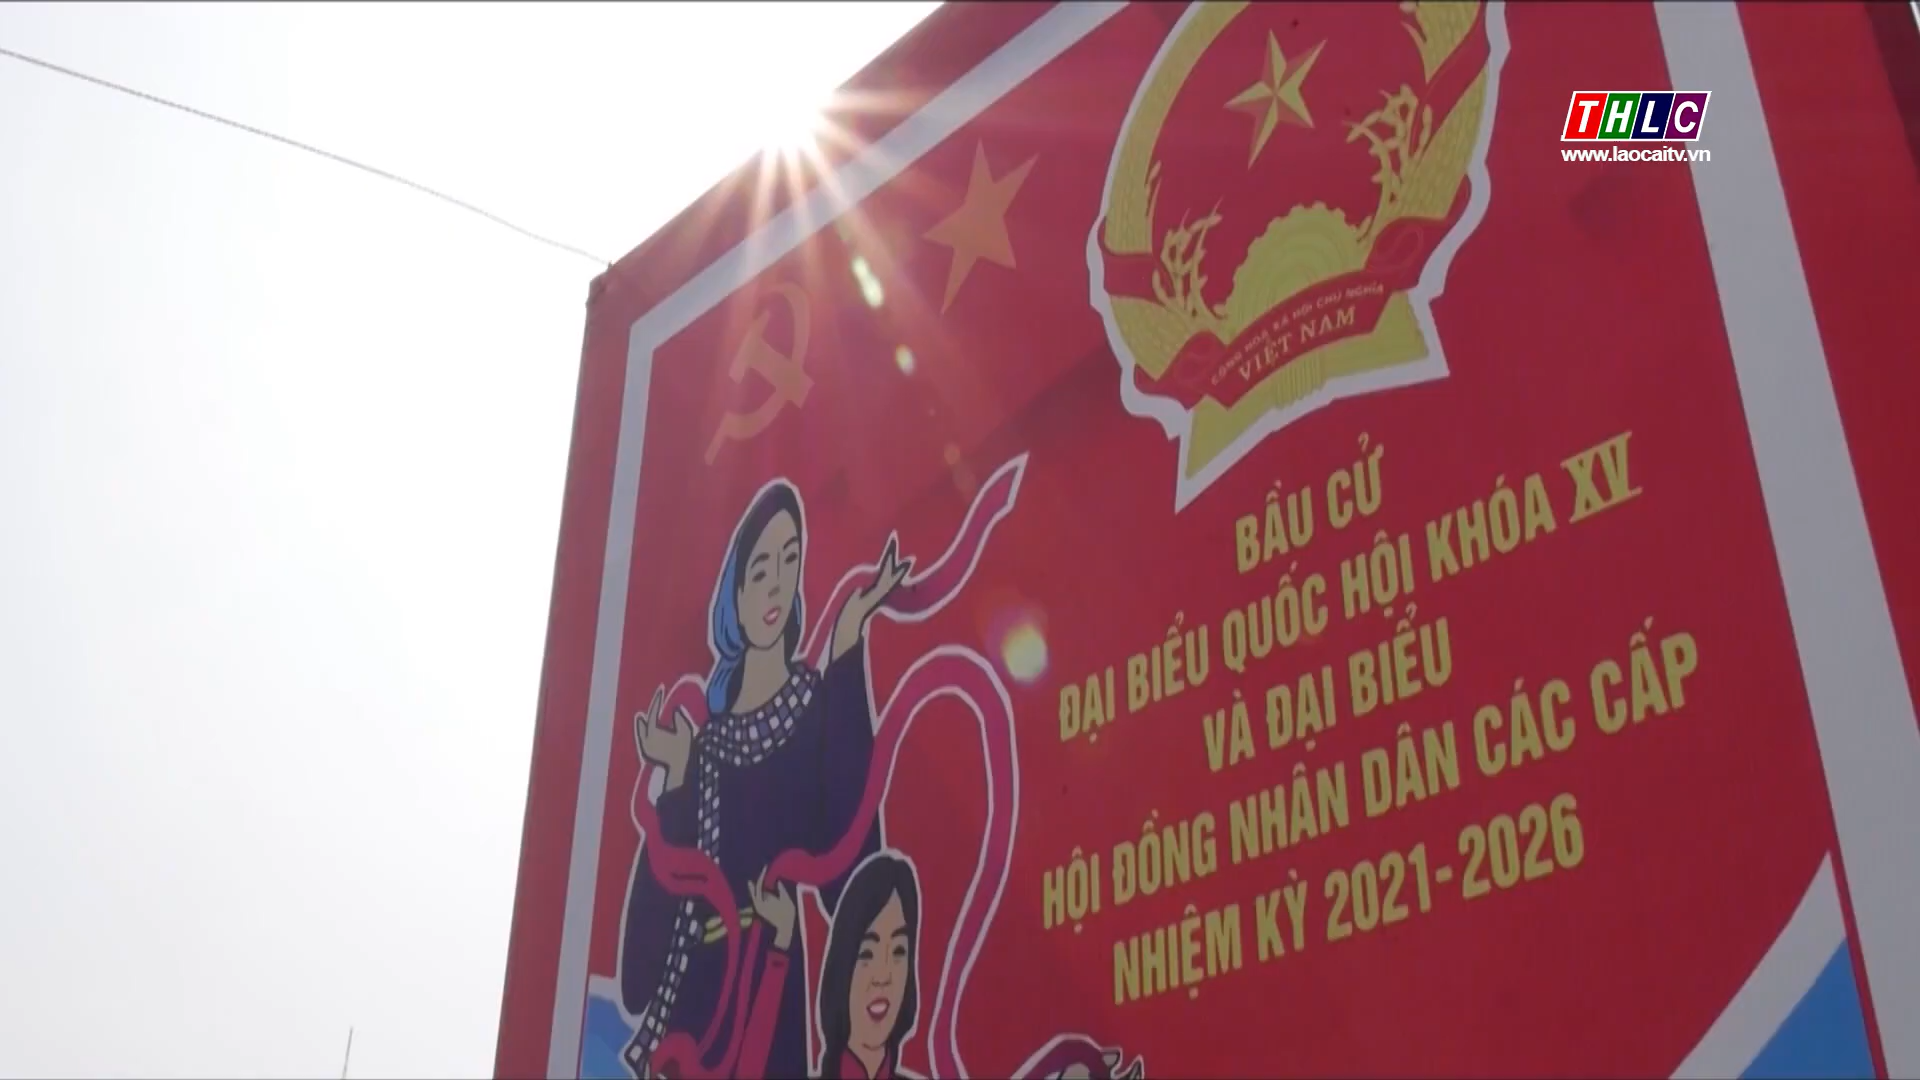 THLC
www.laocaitv.vn
CỘNG HÒA XÃ HỘI CHỦ NGHĨA
VIỆT NAM
BẦU CỬ
ĐẠI BIỂU QUỐC HỘI KHÓA XV
VÀ ĐẠI BIỂU
HỘI ĐỒNG NHÂN DÂN CÁC CẤP
NHIỆM KỲ 2021-2026